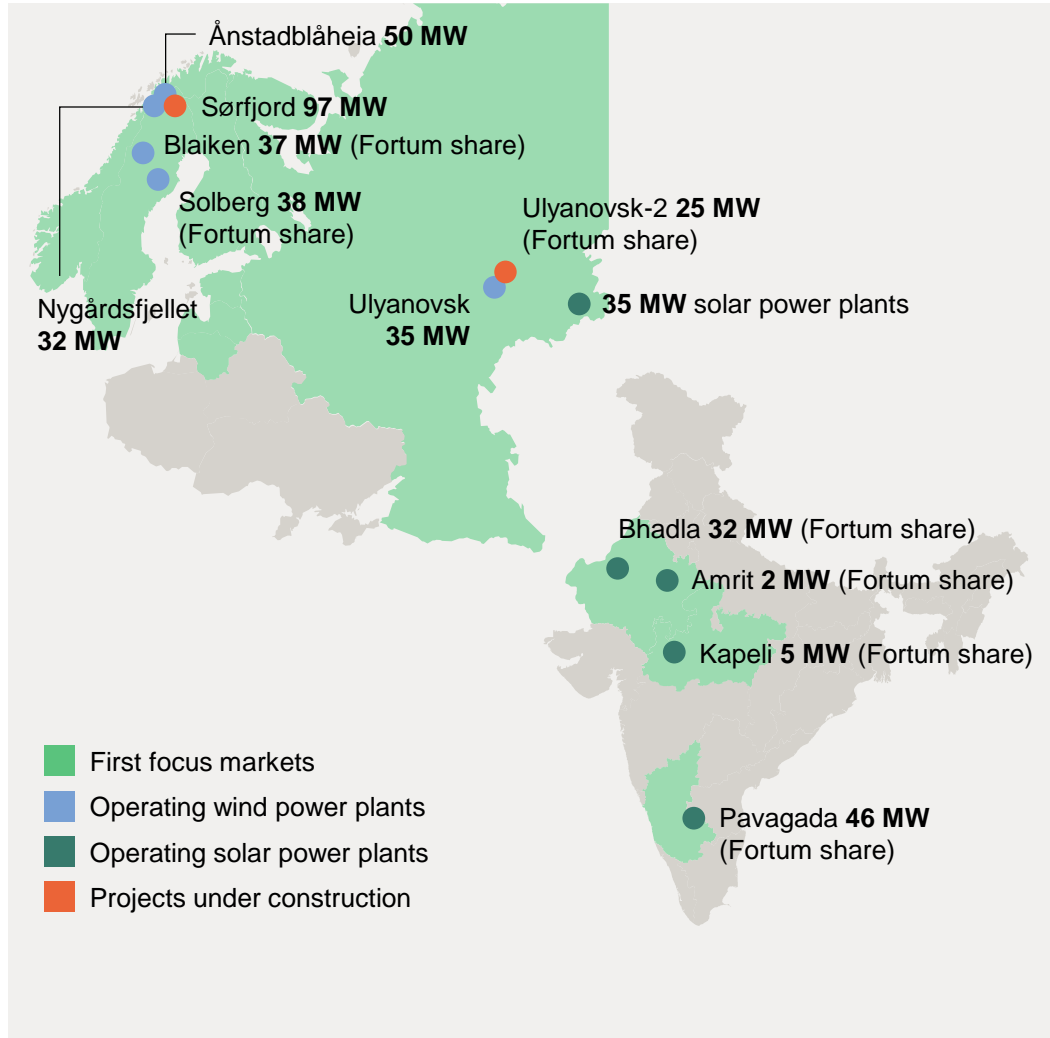 Ånstadblåheia 50 MW
Sørfjord 97 MW
Blaiken 37 MW (Fortum share)
Solberg 38 MW
(Fortum share)
Nygårdsfjellet
32 MW
Ulyanovsk-2 25 MW
(Fortum share)
Ulyanovsk
35 MW
35 MW solar power plants
Bhadla 32 MW (Fortum share)
Amrit 2 MW (Fortum share)
Kapeli 5 MW (Fortum share)
Pavagada 46 MW
(Fortum share)
First focus markets
Operating wind power plants
Operating solar power plants
Projects under construction